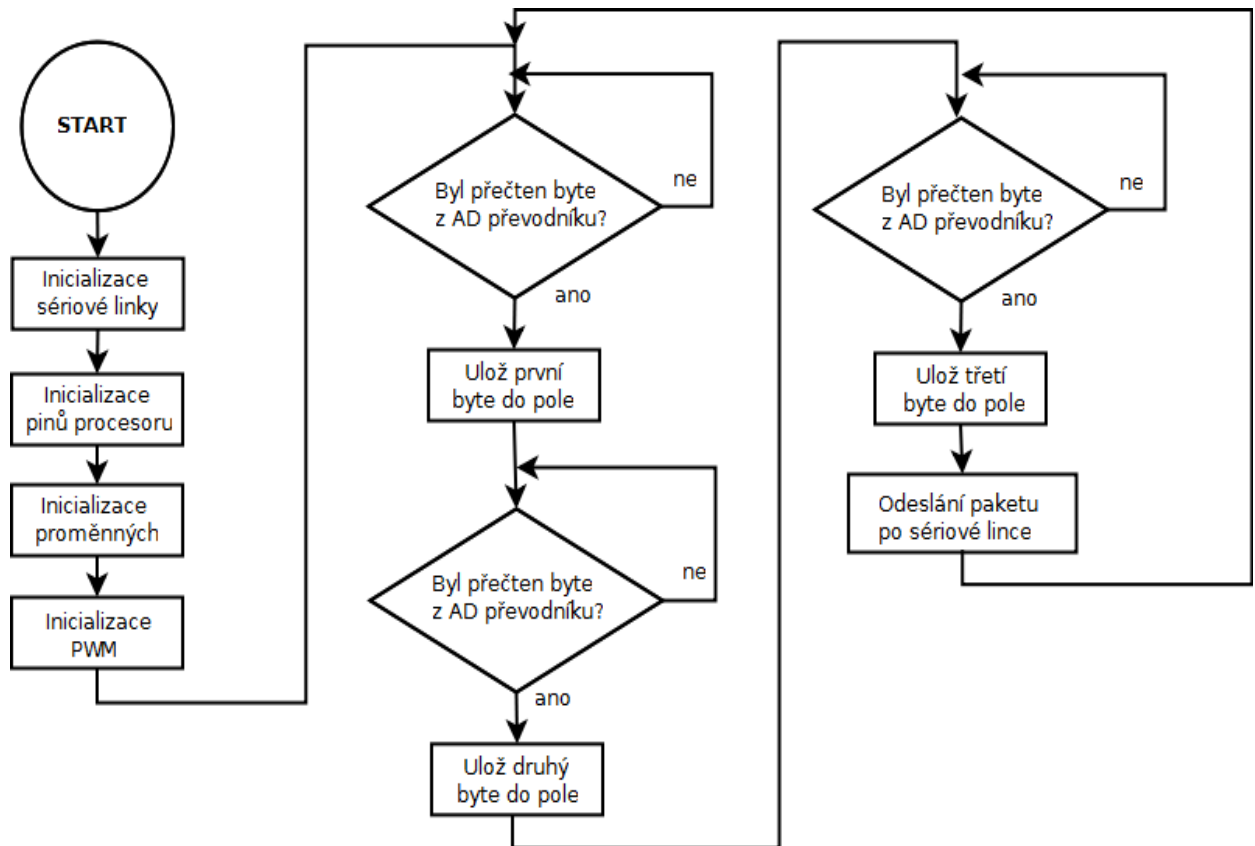 START
Inicializace
sériové linky
Inicializace
pinů procesoru
Inicializace
proměnných
Inicializace
PWM
Byl přečten byte
z AD převodníku?
ne
ano
Ulož první
byte do pole
Byl přečten byte
z AD převodníku?
ne
ano
Ulož druhý
byte do pole
Byl přečten byte
z AD převodníku?
ne
ano
Ulož třetí
byte do pole
Odeslání paketu
po sériové lince